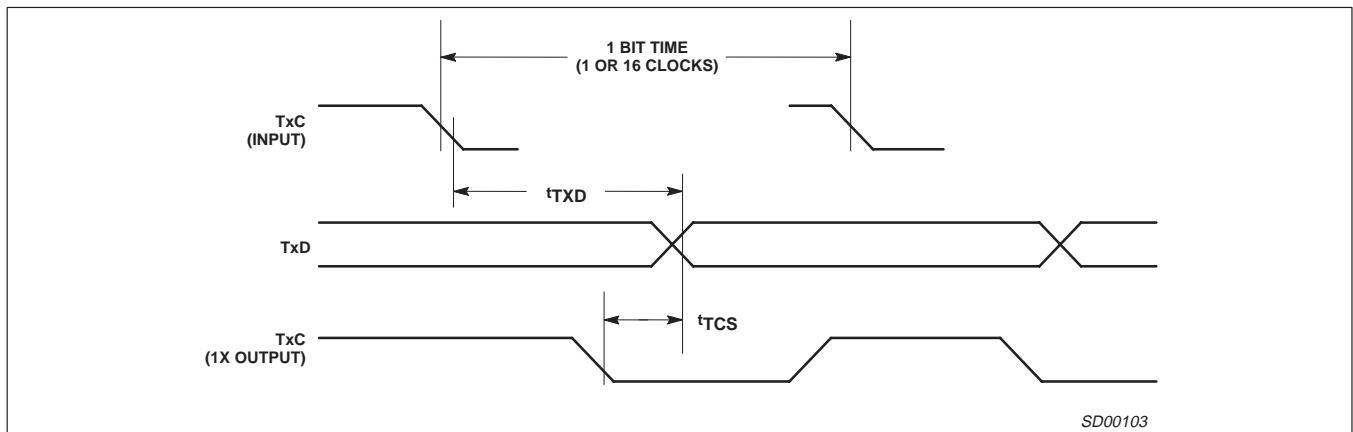 1 BIT TIME
(1 OR 16 CLOCKS)
TxC
(INPUT)
tTXD
TxD
tTCS
TxC
(1X OUTPUT)
SD00103